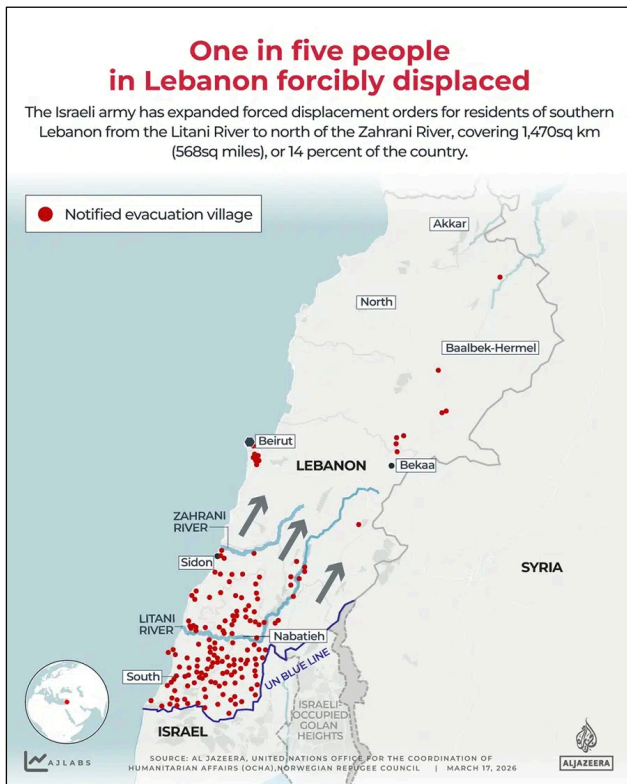 One in five people
in Lebanon forcibly displaced
The Israeli army has expanded forced displacement orders for residents of southern
Lebanon from the Litani River to north of the Zahrani River, covering 1,470sq km
(568sq miles), or 14 percent of the country.
Notified evacuation village
Akkar
North
Baalbek-Hermel
Beirut
LEBANON
Bekaa
ZAHRANI
RIVER
Sidon
SYRIA
LITANI
RIVER
Nabatieh
South
UN BLUE LINE
ISRAELI-
OCCUPIED
GOLAN
HEIGHTS
ISRAEL
AJLABS
SOURCE: AL JAZEERA, UNITED NATIONS OFFICE FOR THE COORDINATION OF
HUMANITARIAN AFFAIRS (OCHA),NORWEGIAN REFUGEE COUNCIL | MARCH 17, 2026
ALJAZEERA